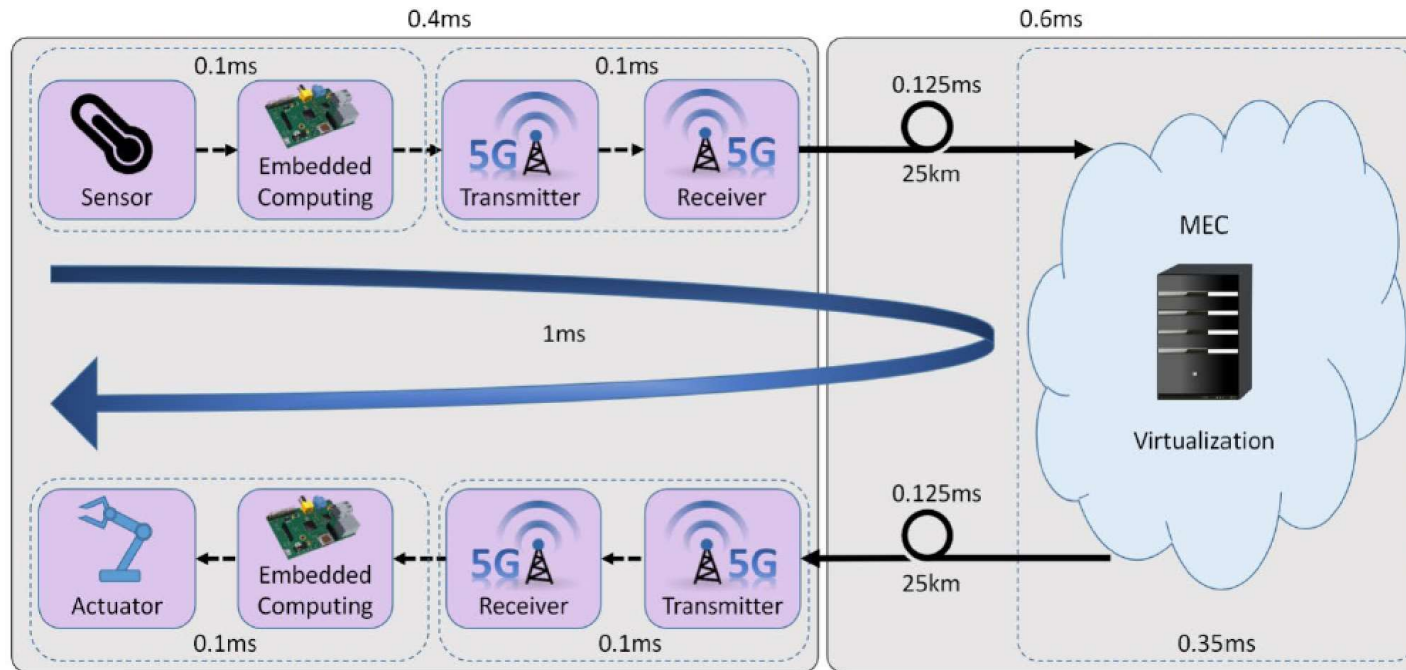 0.4ms
0.6ms
0.1ms
0.1ms
Sensor
Embedded
Computing
5G
Transmitter
5G
Receiver
0.125ms
25km
MEC
Virtualization
1ms
Actuator
Embedded
Computing
5G
Receiver
5G
Transmitter
0.125ms
25km
0.1ms
0.1ms
0.35ms